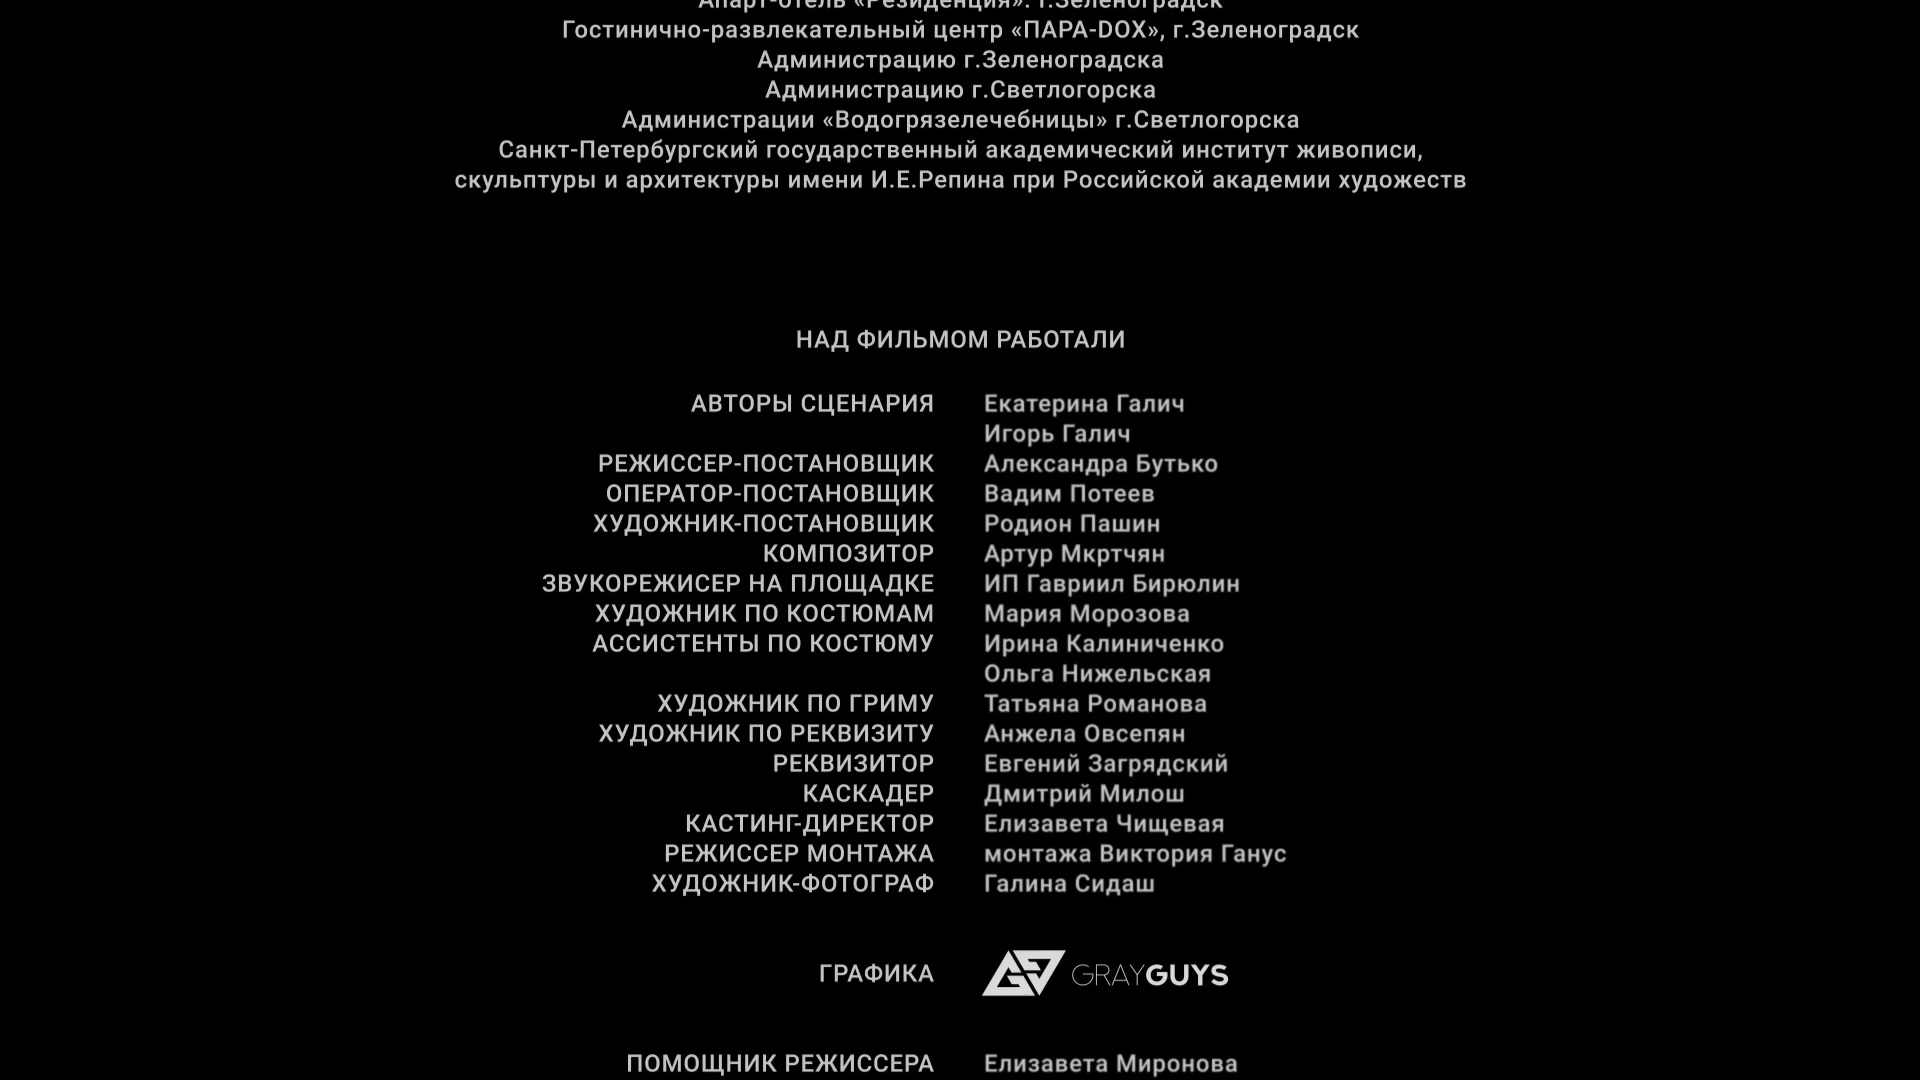 Апарт-отель «Резиденция». г.Зеленоградск
Гостинично-развлекательный центр «ПАРА-DOX», г.Зеленоградск
Администрацию г.Зеленоградска
Администрацию г.Светлогорска
Администрации «Водогрязелечебницы» г.Светлогорска
Санкт-Петербургский государственный академический институт живописи,
скульптуры и архитектуры имени И.Е.Репина при Российской академии художеств
НАД ФИЛЬМОМ РАБОТАЛИ
АВТОРЫ СЦЕНАРИЯ Екатерина Галич
Игорь Галич
РЕЖИССЕР-ПОСТАНОВЩИК Александра Бутько
ОПЕРАТОР-ПОСТАНОВЩИК Вадим Потеев
ХУДОЖНИК-ПОСТАНОВЩИК Родион Пашин
КОМПОЗИТОР Артур Мкртчян
ЗВУКОРЕЖИСЕР НА ПЛОЩАДКЕ ИП Гавриил Бирюлин
ХУДОЖНИК ПО КОСТЮМАМ Мария Морозова
АССИСТЕНТЫ ПО КОСТЮМУ Ирина Калиниченко
Ольга Нижельская
ХУДОЖНИК ПО ГРИМУ Татьяна Романова
ХУДОЖНИК ПО РЕКВИЗИТУ Анжела Овсепян
РЕКВИЗИТОР Евгений Загрядский
КАСКАДЕР Дмитрий Милош
КАСТИНГ-ДИРЕКТОР Елизавета Чищевая
РЕЖИССЕР МОНТАЖА монтажа Виктория Ганус
ХУДОЖНИК-ФОТОГРАФ Галина Сидаш
ГРАФИКА GRAYGUYS
ПОМОЩНИК РЕЖИССЕРА Елизавета Миронова